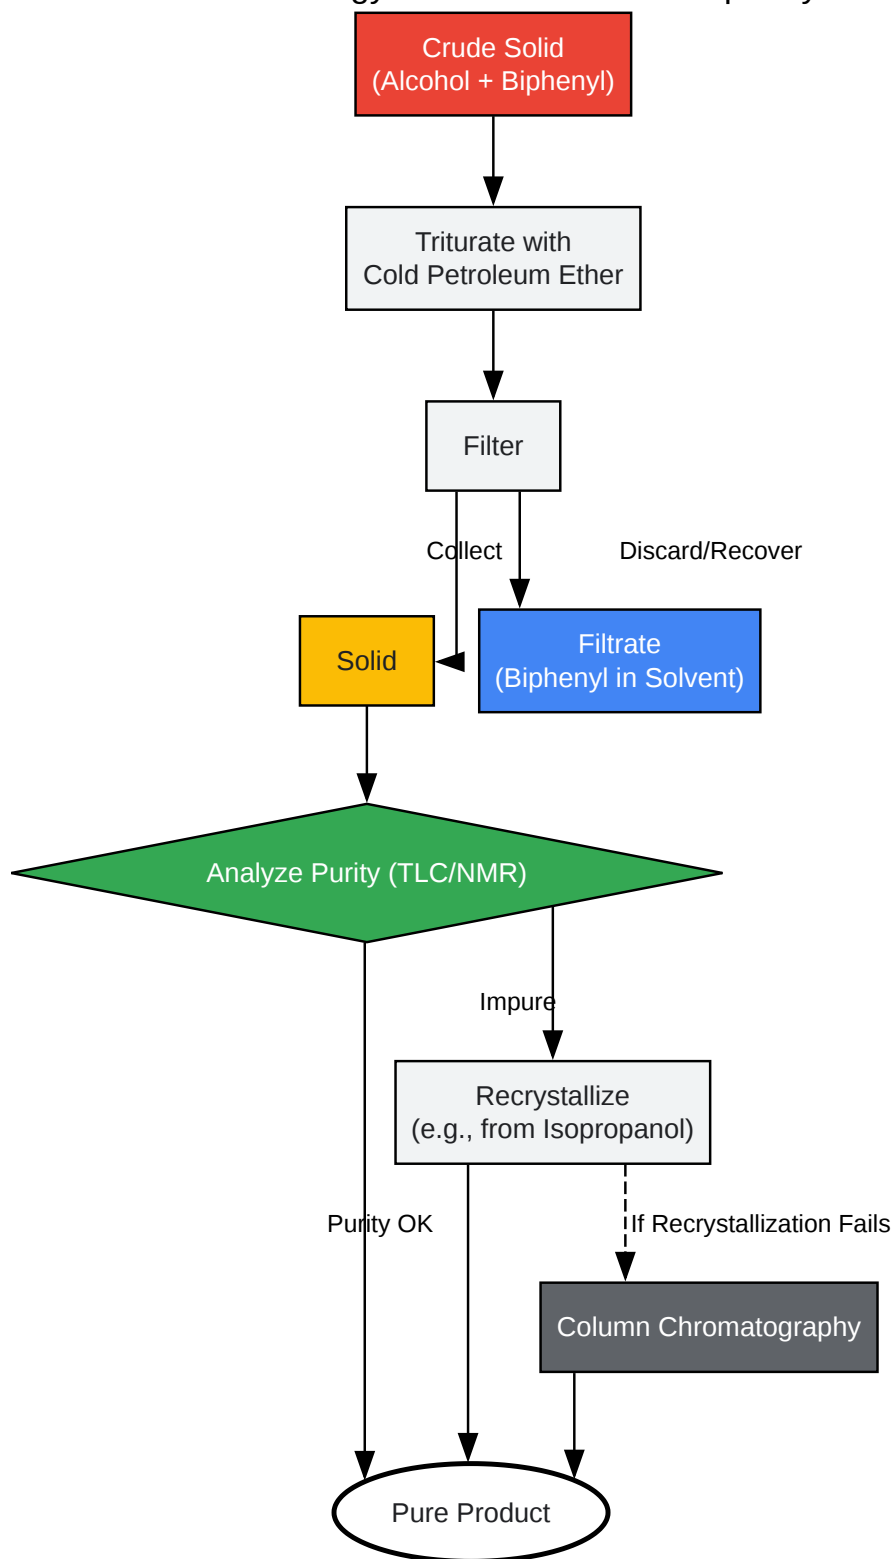 Crude Solid
(Alcohol + Biphenyl)
Triturate with
Cold Petroleum Ether
Filter
Collect
Discard/Recover
Solid
Filtrate
(Biphenyl in Solvent)
Analyze Purity (TLC/NMR)
Impure
Recrystallize
(e.g., from Isopropanol)
Purity OK
If Recrystallization Fails
Column Chromatography
Pure Product